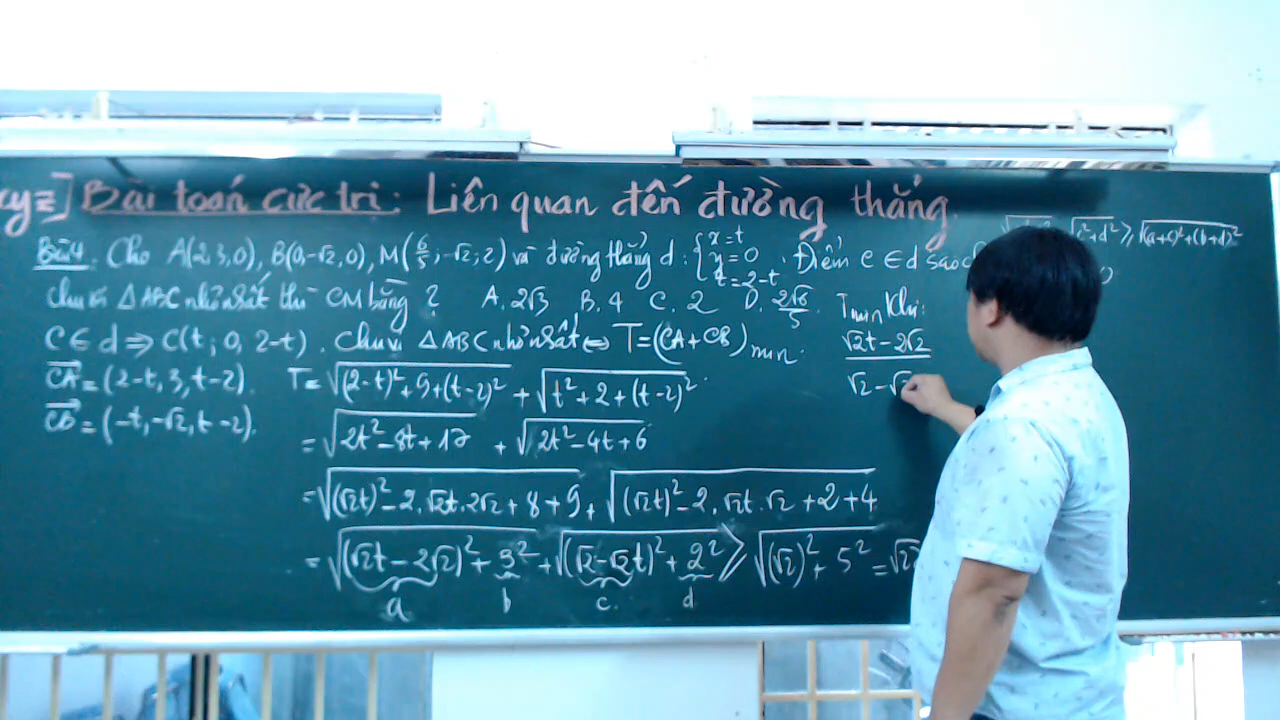 xyz] Bài toán cực trị: Liên quan đến đường thẳng.
Bài 4. Cho A(2,3,0), B(0,-√2,0), M(6/5; -√2; 2) và đường thẳng d: { x=t y=0 z=2-t . Điểm C ∈ d sao
chu vi △ABC nhỏ nhất thì CM bằng? A. 2√3 B. 4 C. 2 D. 2√6/5
C ∈ d ⇒ C(t; 0, 2-t). Chu vi △ABC nhỏ nhất ⇔ T=(CA+CB)min.
CA=(2-t,3,t-2). T= √((2-t)²+9+(t-2)²) + √(t²+2+(t-2)²)
CB=(-t,-√2,t-2).
= √(2t²-8t+17) + √(2t²-4t+6)
= √((√2t)²-2.√2t.2√2+8+9) + √((√2t)²-2.√2t.√2+2+4)
= √((√2t-2√2)²+3²) + √((√2-√2t)²+2²) ≥ √((√2)²+5²) =
a b c d
Tmin khi:
√2t-2√2
√2-
c²+d² ≥ √((a+c)²+(b+d)²)